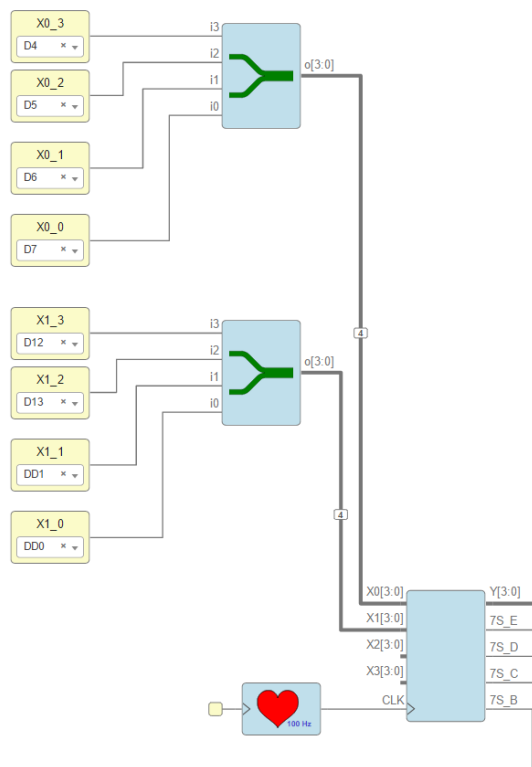 X0_3
D4 × ▾
X0_2
D5 × ▾
X0_1
D6 × ▾
X0_0
D7 × ▾
i3
i2
i1
i0
o[3:0]
X1_3
D12 × ▾
X1_2
D13 × ▾
X1_1
DD1 × ▾
X1_0
DD0 × ▾
i3
i2
i1
i0
o[3:0]
4
4
X0[3:0]
X1[3:0]
X2[3:0]
X3[3:0]
CLK
Y[3:0]
7S_E
7S_D
7S_C
7S_B
100 Hz